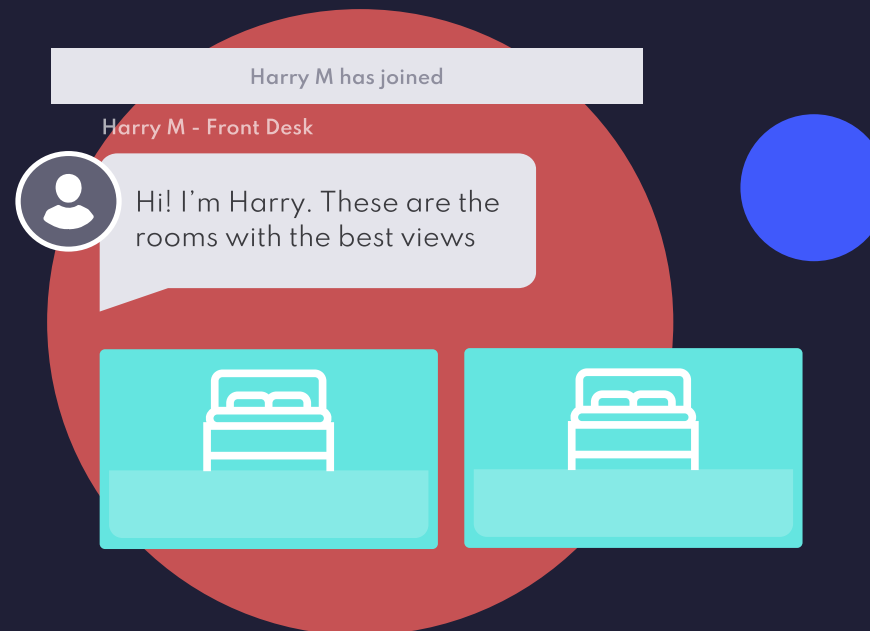 Harry M has joined
Harry M - Front Desk
Hi! I’m Harry. These are the
rooms with the best views